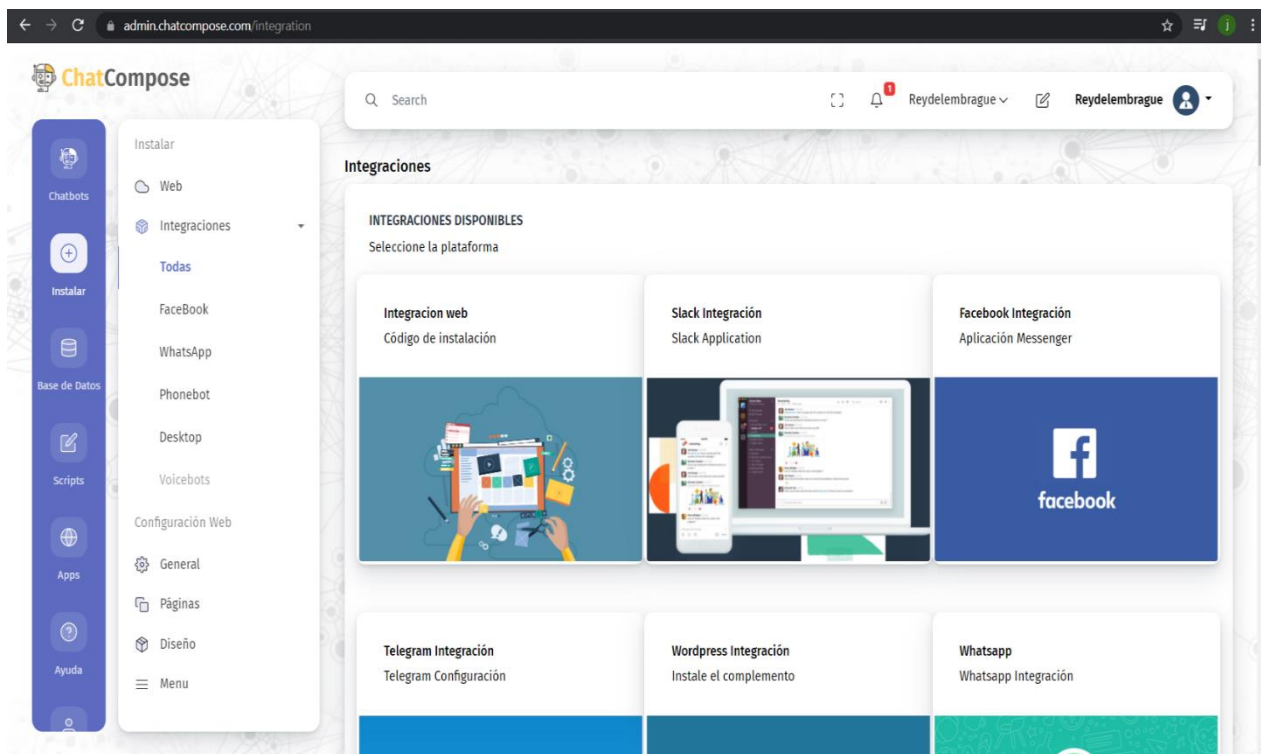 admin.chatcompose.com/integration
j
ChatCompose
Search
1
Reydelembrague
Reydelembrague
Chatbots
Instalar
Base de Datos
Scripts
Apps
Ayuda
Instalar
Web
Integraciones
Todas
FaceBook
WhatsApp
Phonebot
Desktop
Voicebots
Configuración Web
General
Páginas
Diseño
Menu
Integraciones
INTEGRACIONES DISPONIBLES
Seleccione la plataforma
Integracion web
Código de instalación
Slack Integración
Slack Application
Facebook Integración
Aplicación Messenger
facebook
Telegram Integración
Telegram Configuración
Wordpress Integración
Instale el complemento
Whatsapp
Whatsapp Integración